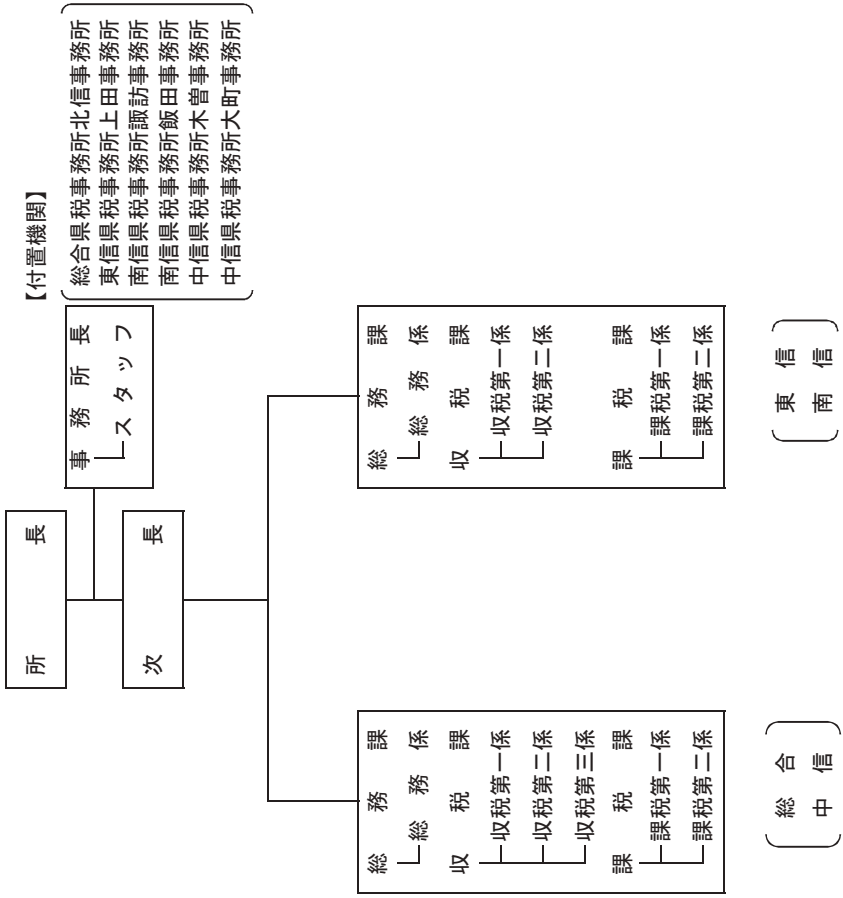 【付置機関】
総合県税事務所北信事務所
東信県税事務所上田事務所
南信県税事務所諏訪事務所
南信県税事務所飯田事務所
中信県税事務所木曽事務所
中信県税事務所大町事務所
事務所長
スタッフ
所長
次長
総務課
総務係
収税課
収税第一係
収税第二係
収税第三係
課税課
課税第一係
課税第二係
総合
中信
総務課
総務係
収税課
収税第一係
収税第二係
課税課
課税第一係
課税第二係
東信
南信